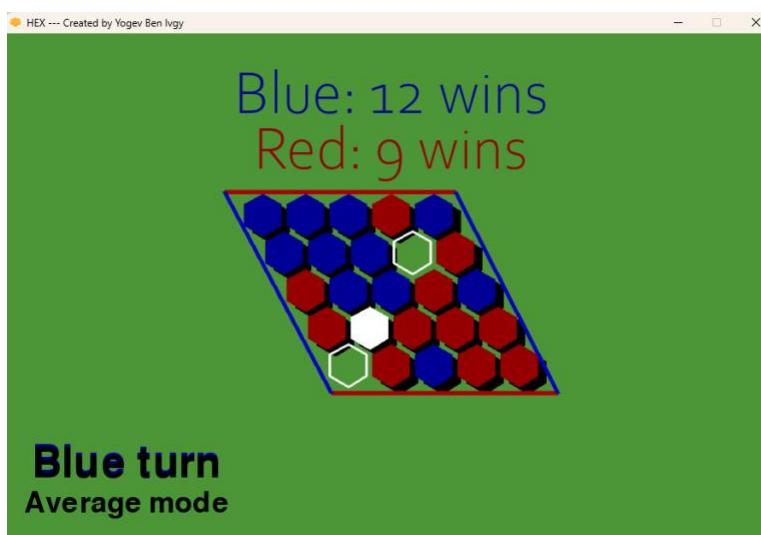 HEX --- Created by Yogev Ben Ivgy
Blue: 12 wins
Red: 9 wins
Blue turn
Average mode